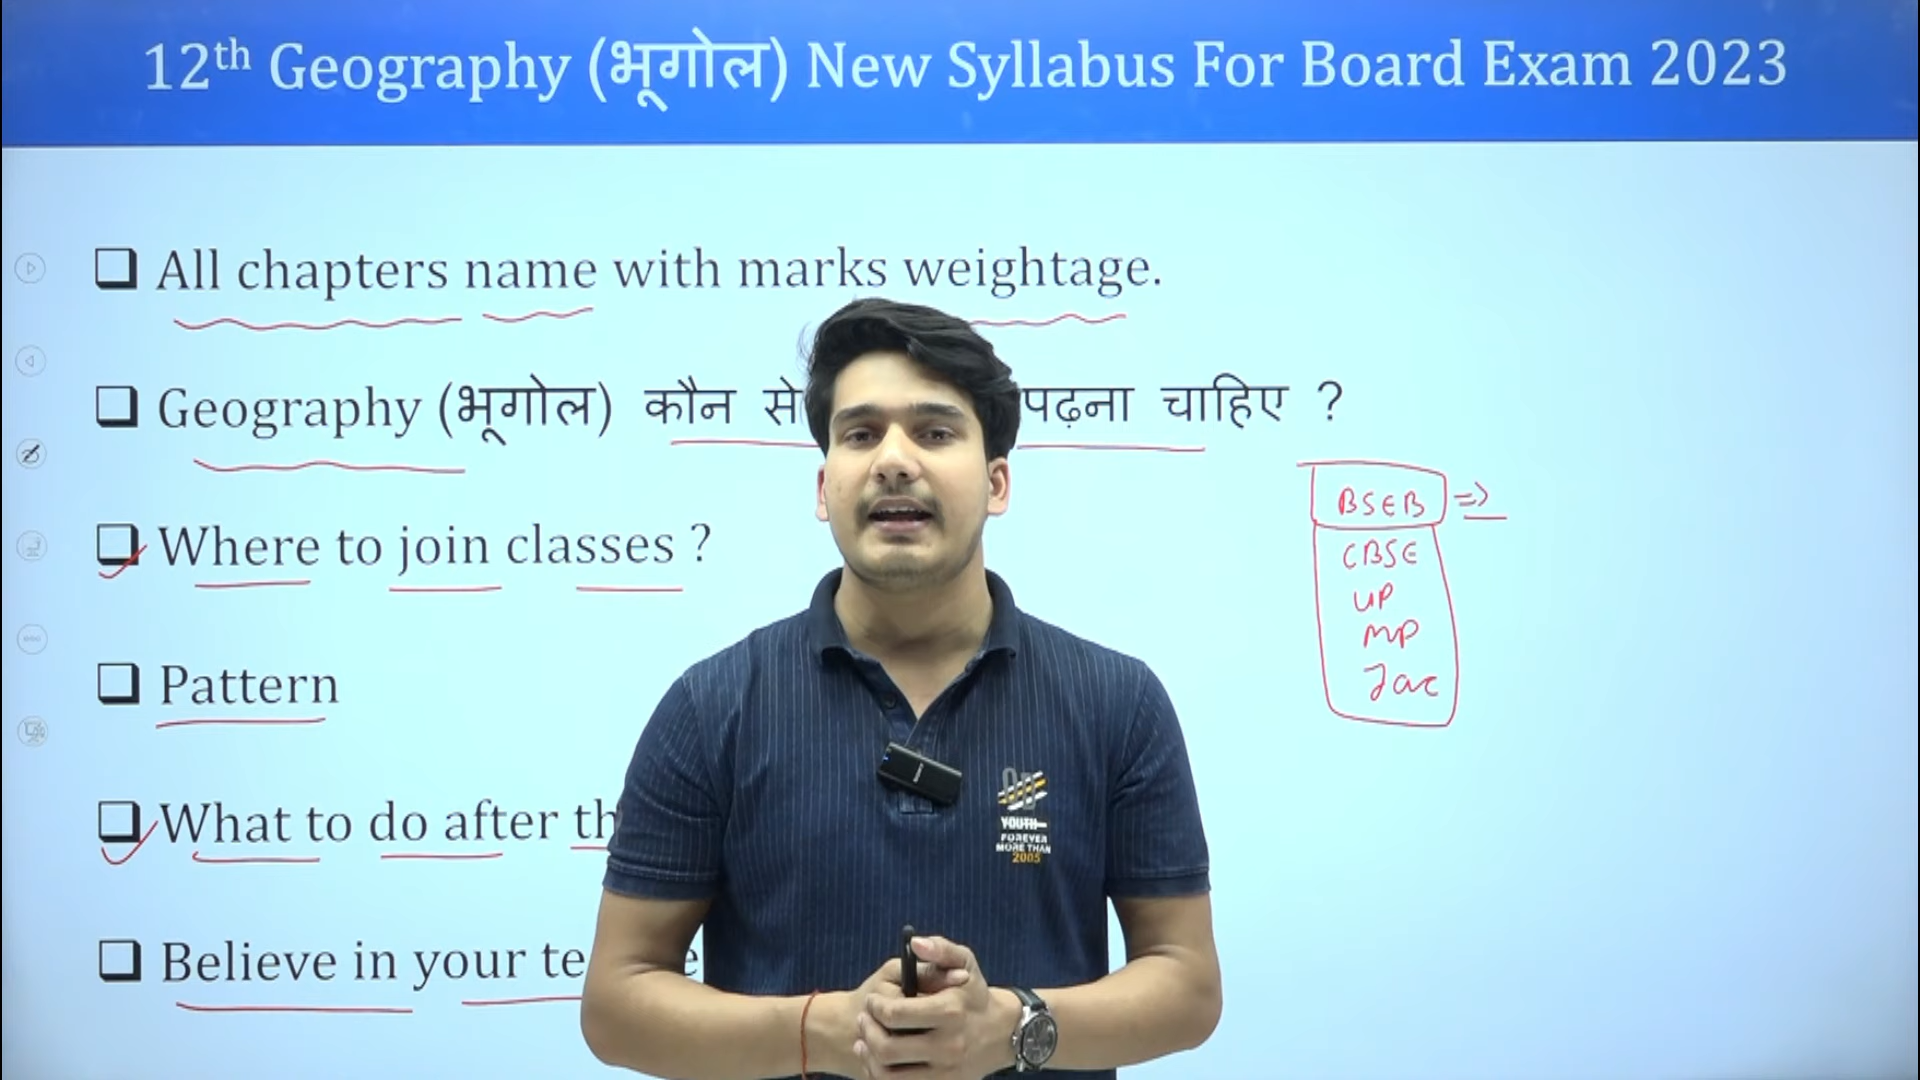 12th Geography (भूगोल) New Syllabus For Board Exam 2023
All chapters name with marks weightage.
Geography (भूगोल) कौन से पढ़ना चाहिए ?
Where to join classes ?
Pattern
What to do after
Believe in your
BSEB =>
CBSE
UP
MP
Jac
YOUTH
FOREVER
MORE THAN
2005